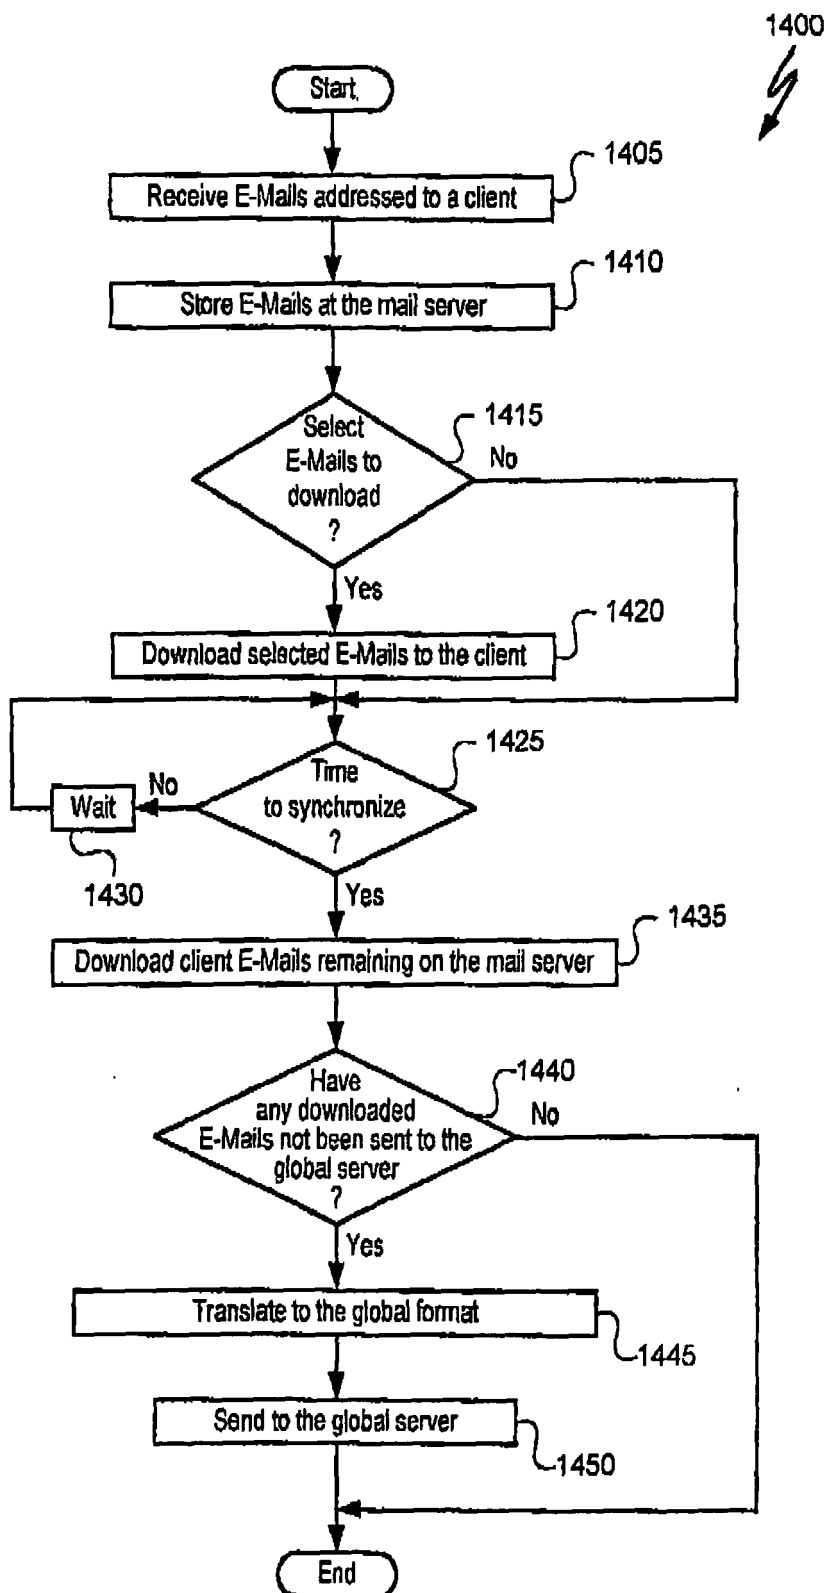 1400
Start
1405
Receive E-Mails addressed to a client
1410
Store E-Mails at the mail server
1415
Select
E-Mails to
download
?
No
Yes
1420
Download selected E-Mails to the client
1425
Time
to synchronize
?
No
Wait
1430
Yes
1435
Download client E-Mails remaining on the mail server
1440
Have
any downloaded
E-Mails not been sent to the
global server
?
No
Yes
Translate to the global format
1445
Send to the global server
1450
End